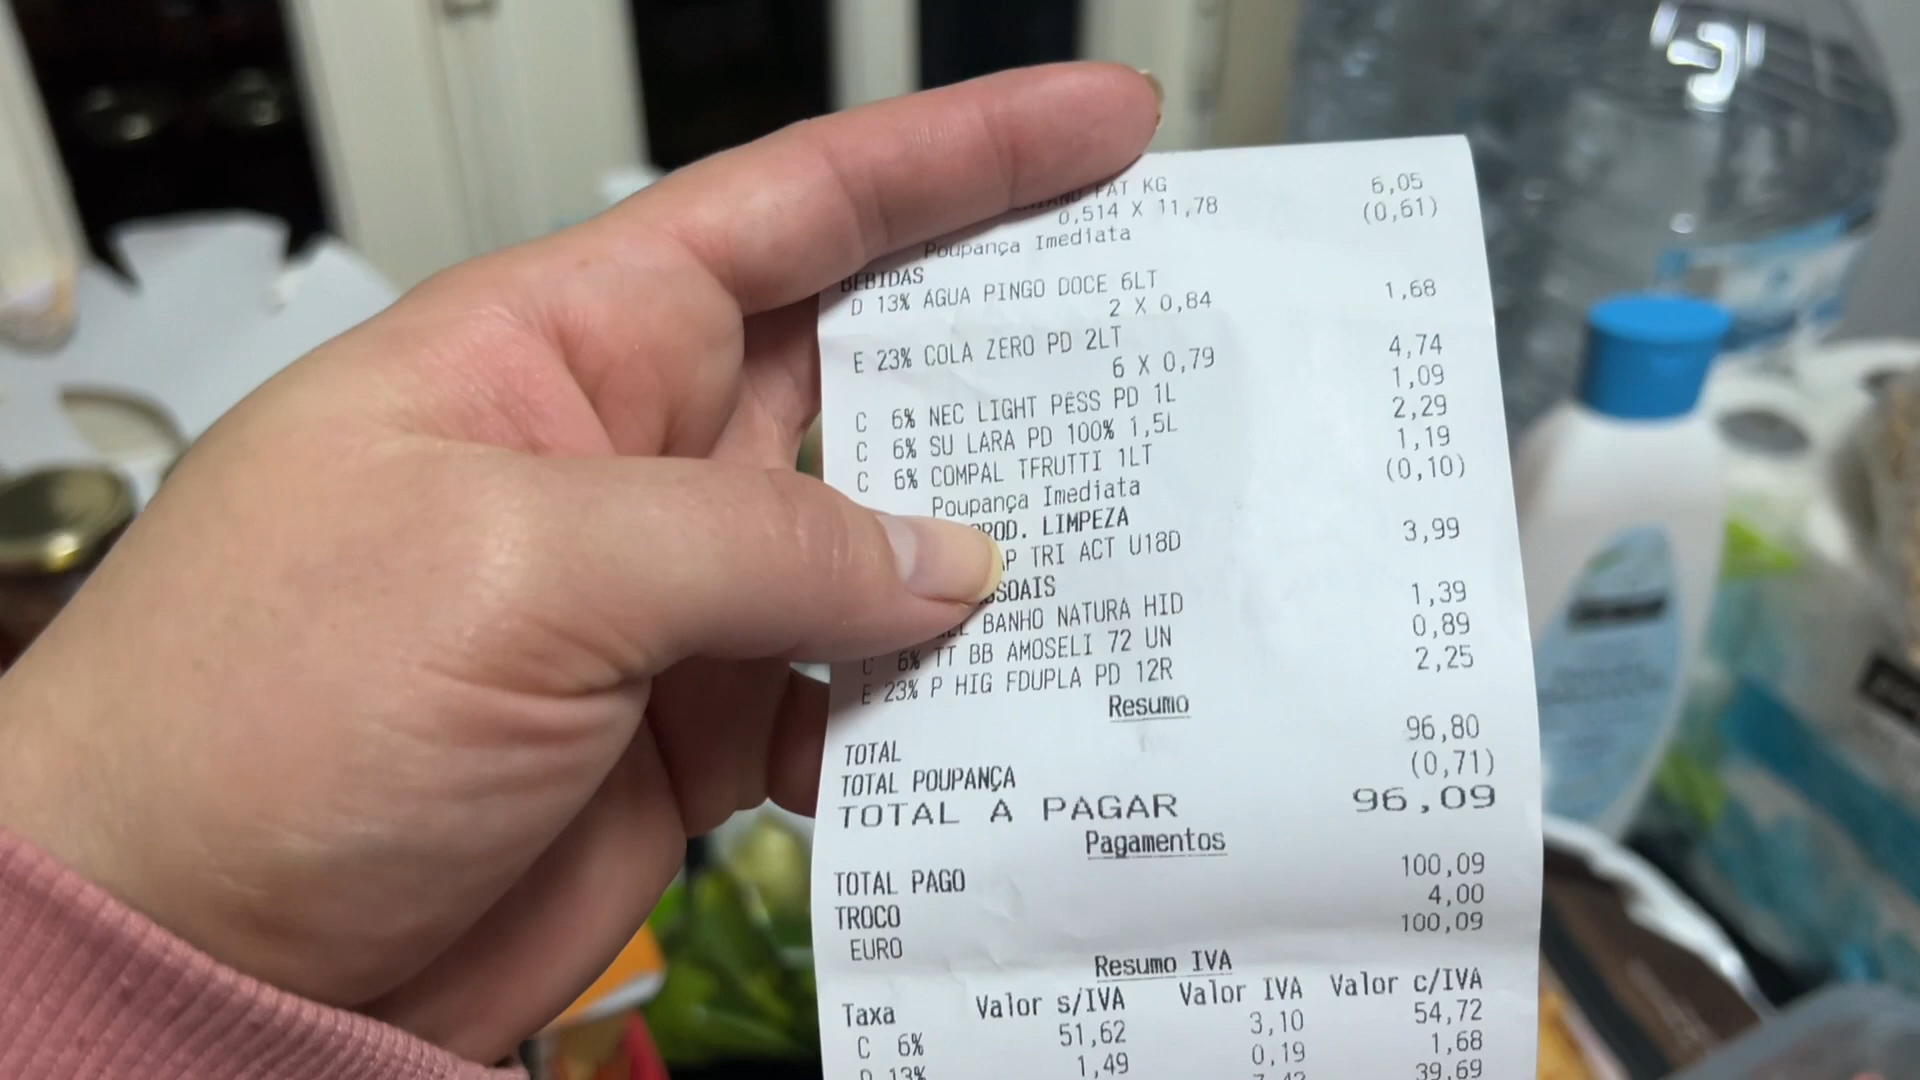 FAT KG 6,05
0,514 X 11,78
Poupança Imediata (0,61)
BEBIDAS
D 13% ÁGUA PINGO DOCE 6LT
2 X 0,84 1,68
E 23% COLA ZERO PD 2LT
6 X 0,79 4,74
C 6% NEC LIGHT PÊSS PD 1L 1,09
C 6% SU LARA PD 100% 1,5L 2,29
C 6% COMPAL TFRUTTI 1LT 1,19
Poupança Imediata (0,10)
PROD. LIMPEZA
TRI ACT U18D 3,99
SSOAIS
BANHO NATURA HID 1,39
C 6% TT BB AMOSELI 72 UN 0,89
E 23% P HIG FDUPLA PD 12R 2,25
Resumo
TOTAL 96,80
TOTAL POUPANÇA (0,71)
TOTAL A PAGAR 96,09
Pagamentos
TOTAL PAGO 100,09
TROCO 4,00
EURO 100,09
Resumo IVA
Taxa Valor s/IVA Valor IVA Valor c/IVA
C 6% 51,62 3,10 54,72
D 13% 1,49 0,19 1,68
39,69